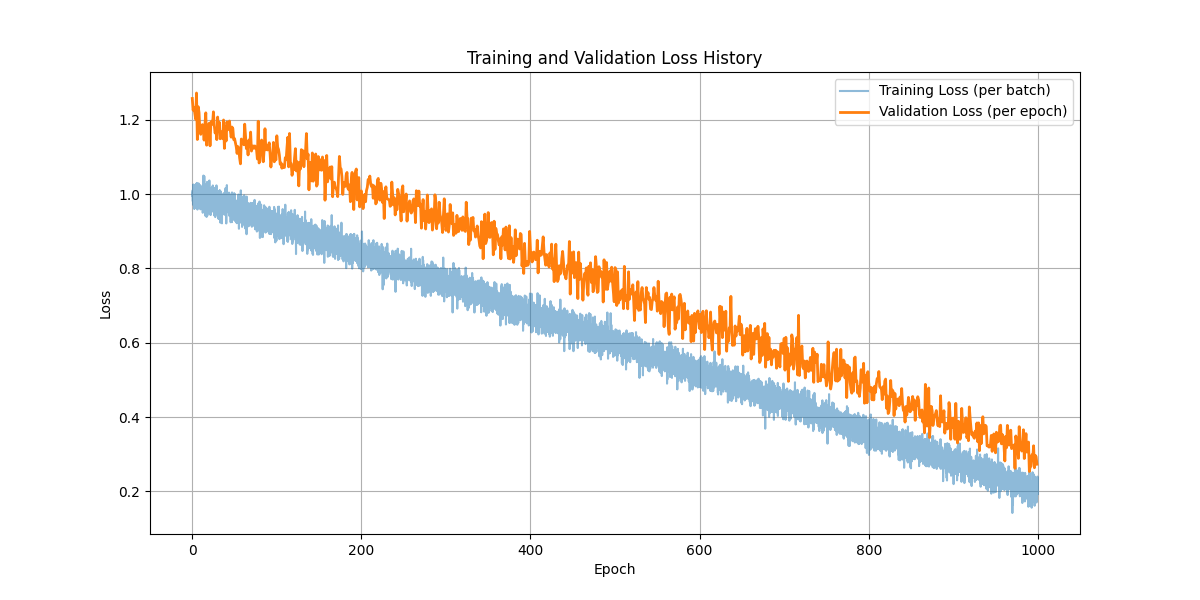 Training and Validation Loss History
Training Loss (per batch)
Validation Loss (per epoch)
Loss
1.2
1.0
0.8
0.6
0.4
0.2
0 200 400 600 800 1000
Epoch